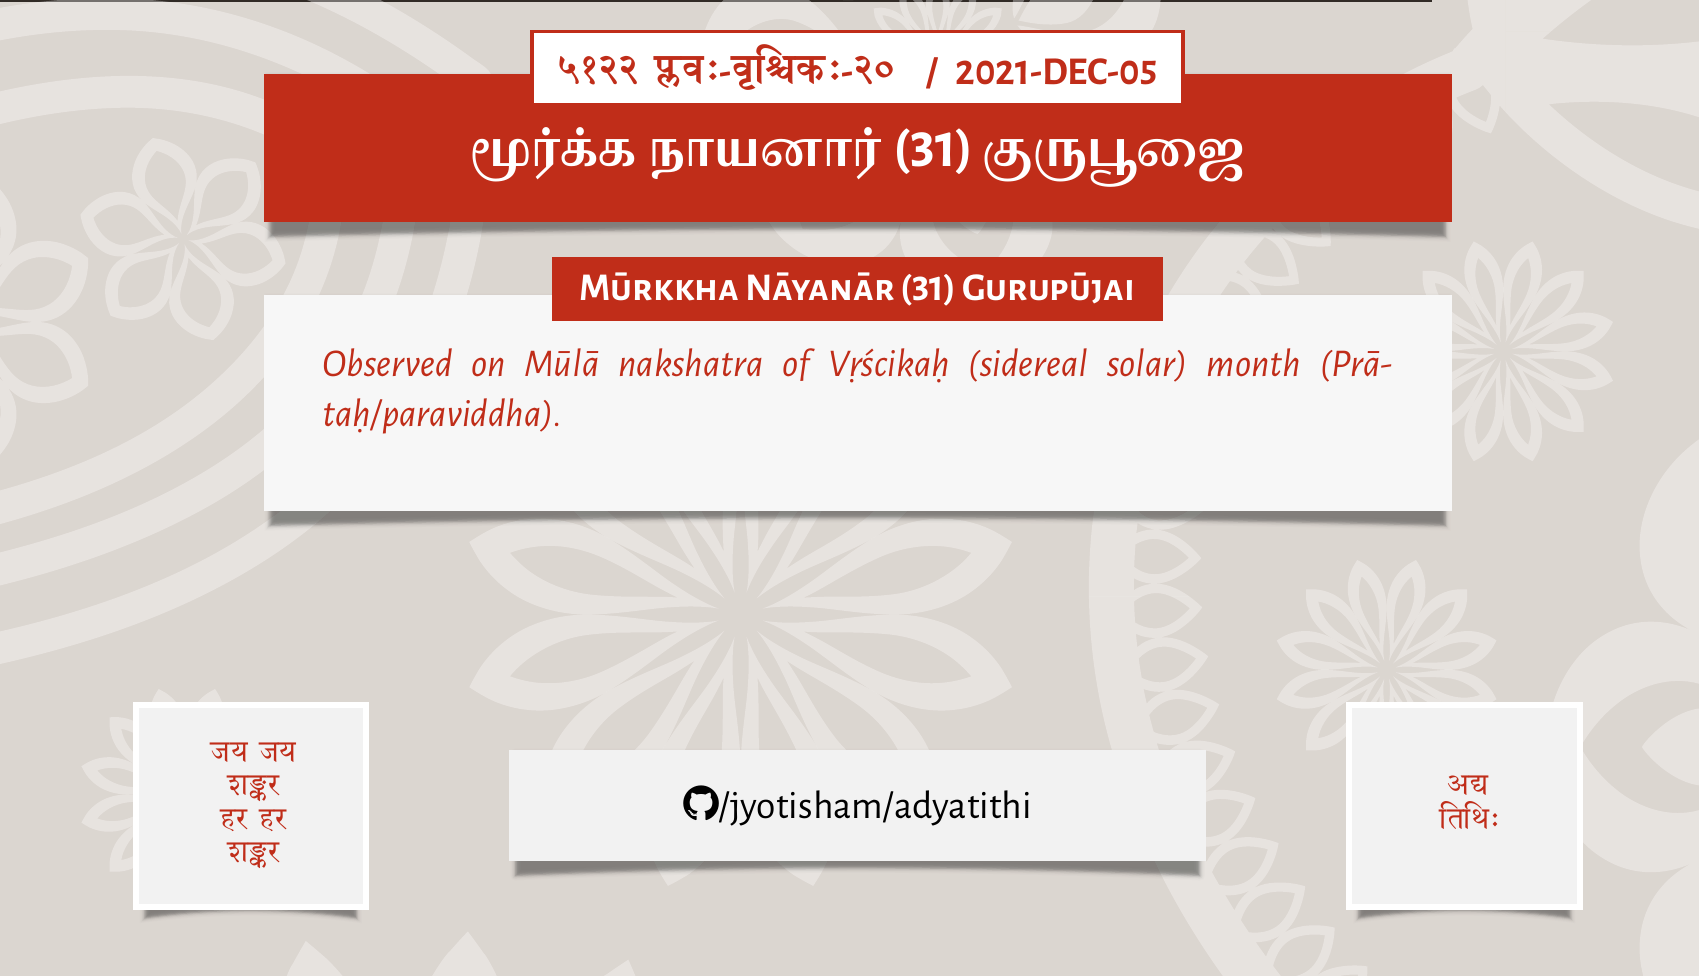 ५१२२ प्लवः-वृश्चिकः-२० / 2021-DEC-05
மூர்க்க நாயனார் (31) குருபூஜை
Mūrkkha Nāyanār (31) Gurupūjai
Observed on Mūlā nakshatra of Vṛścikaḥ (sidereal solar) month (Prā-
taḥ/paraviddha).
जय जय
शङ्कर
हर हर
शङ्कर
/jyotisham/adyatithi
अद्य
तिथिः